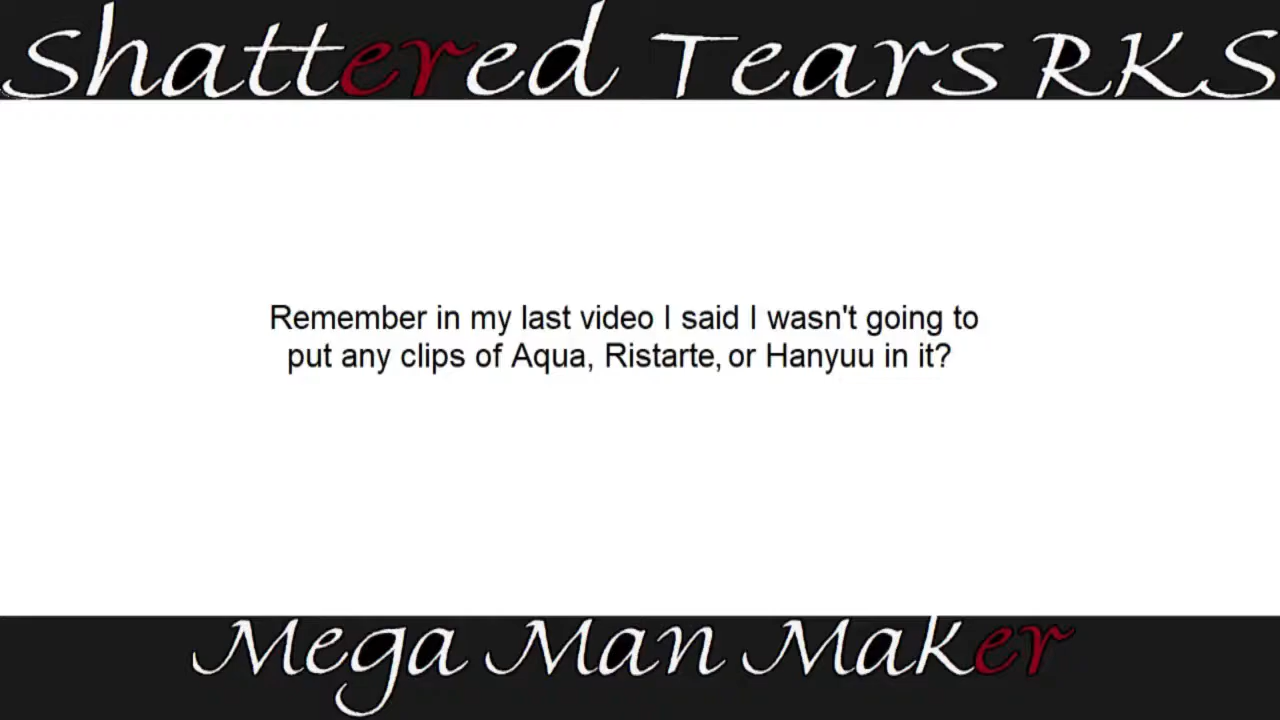 Shattered Tears RKS
Remember in my last video I said I wasn't going to
put any clips of Aqua, Ristarte, or Hanyuu in it?
Mega Man Maker